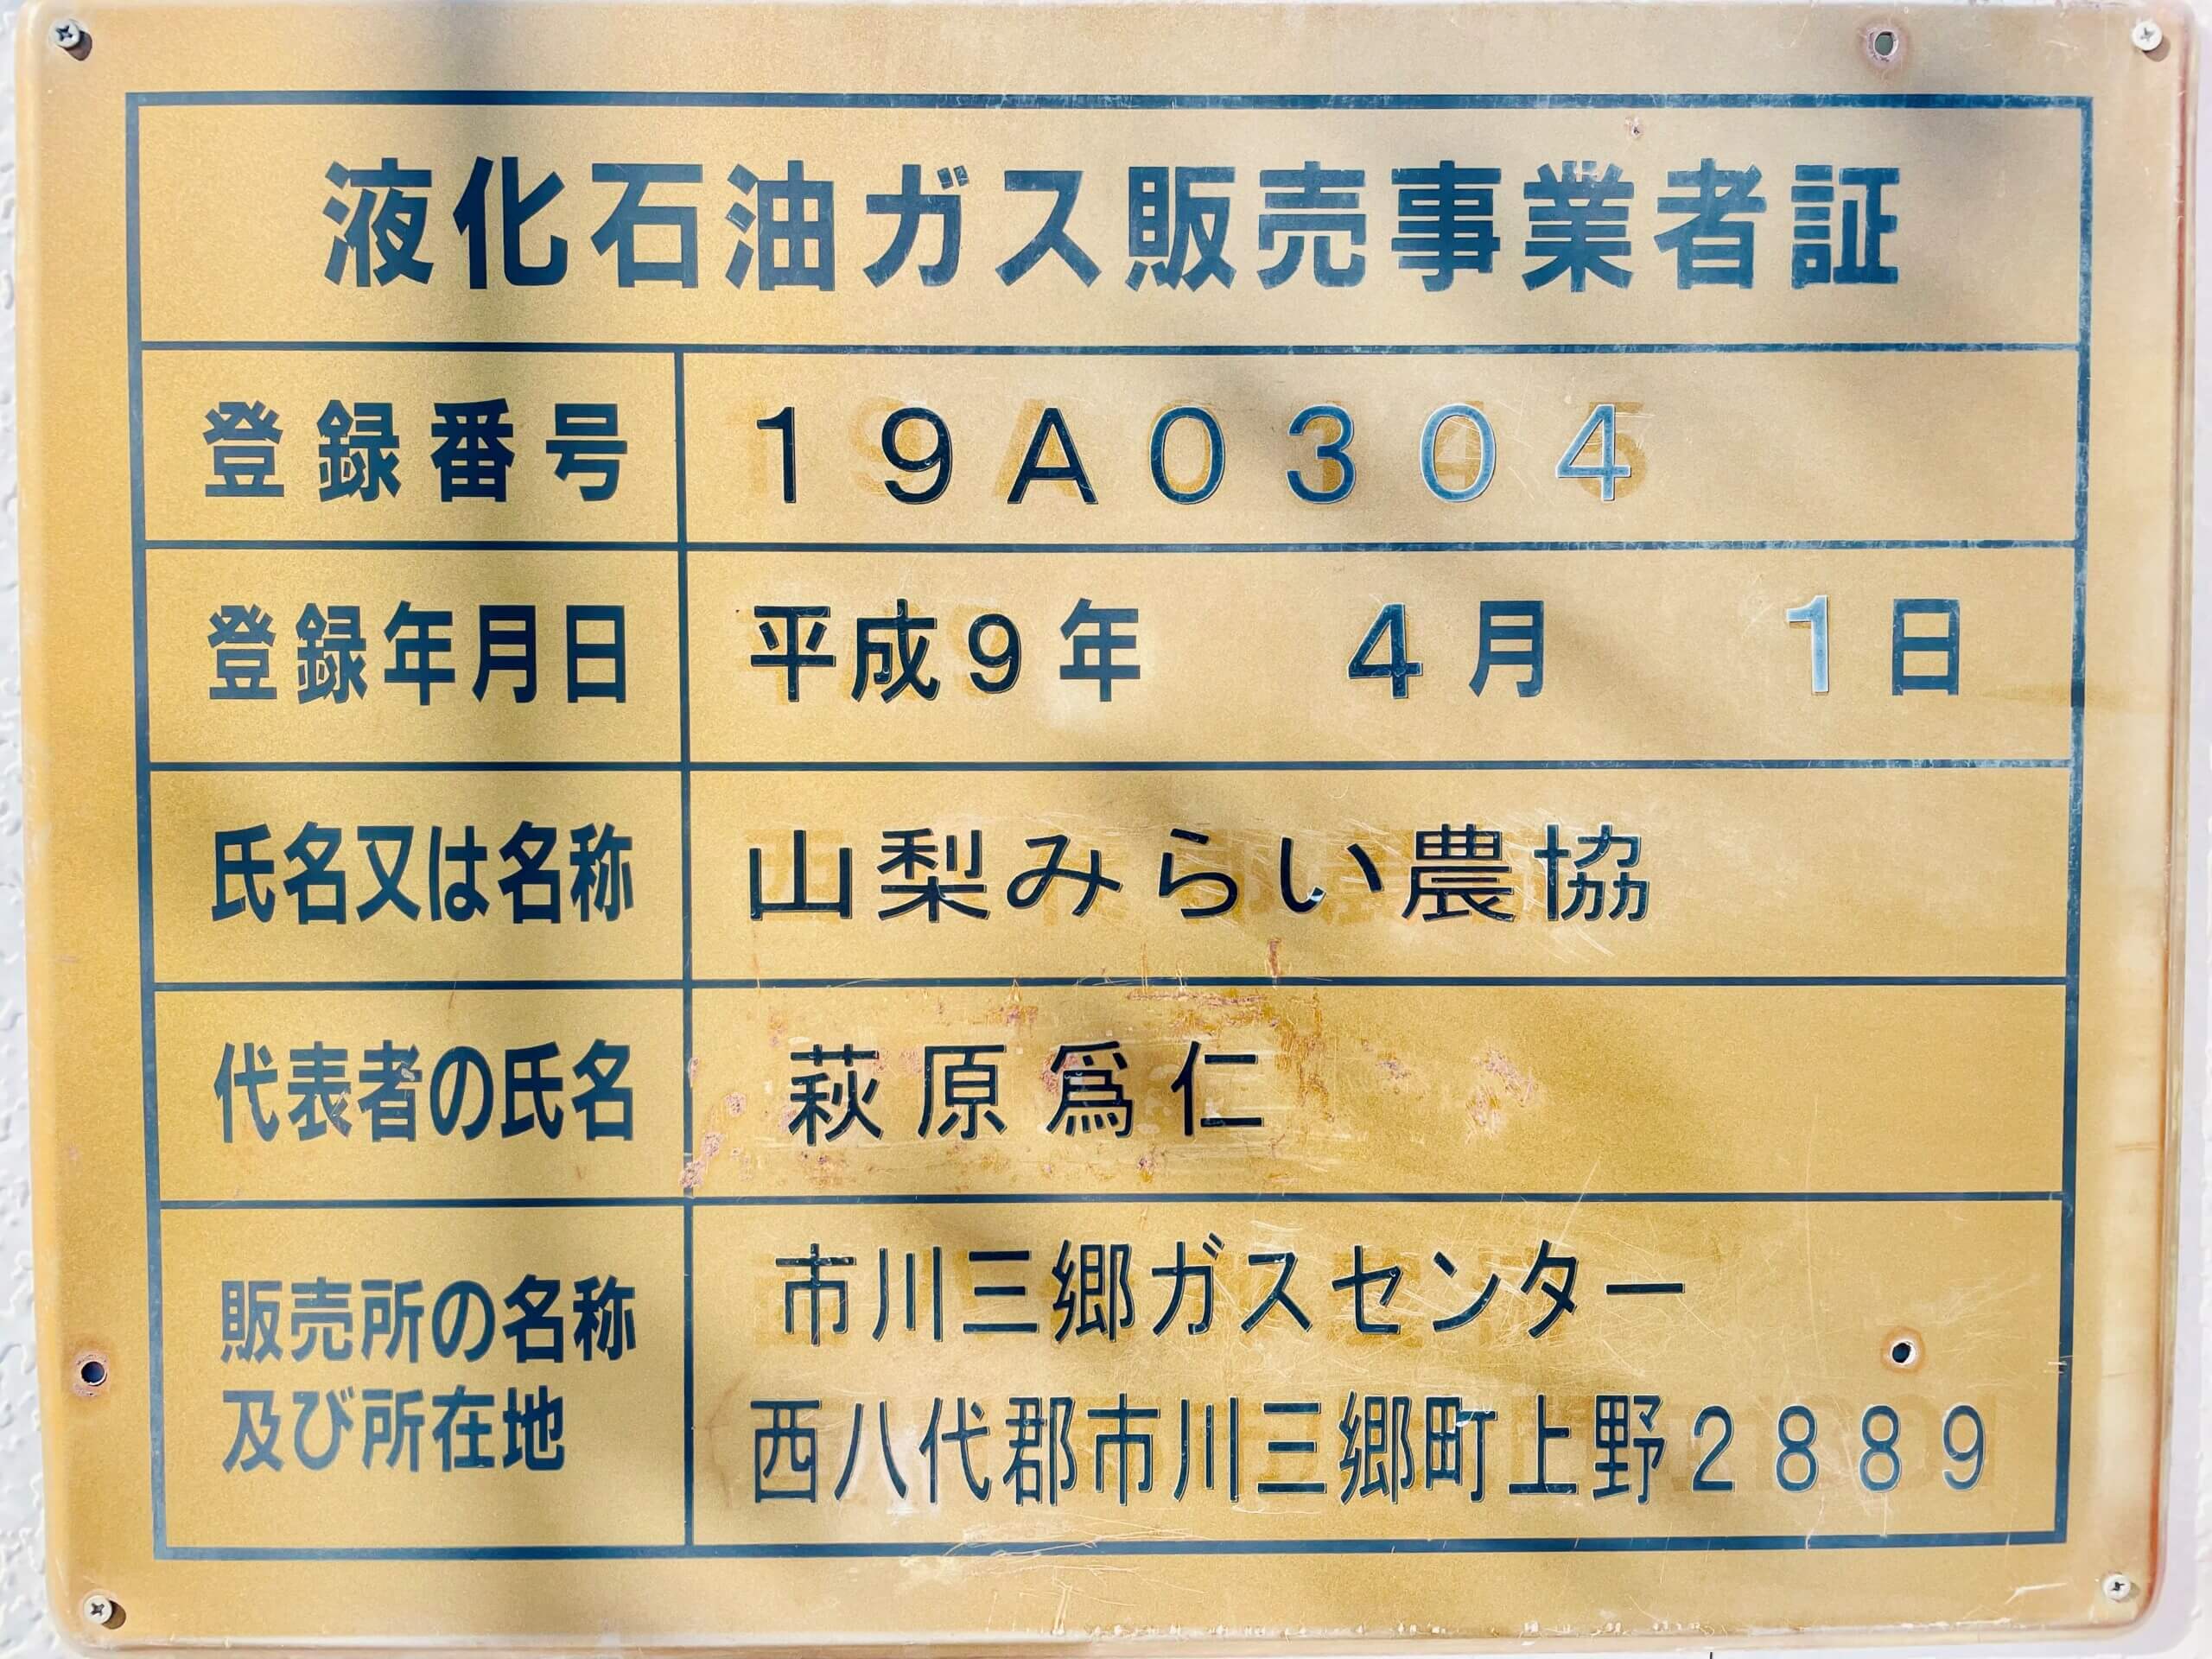 液化石油ガス販売事業者証
登録番号 19A0304
登録年月日 平成9年 4月 1日
氏名又は名称 山梨みらい農協
代表者の氏名 萩原爲仁
販売所の名称及び所在地 市川三郷ガスセンター
西八代郡市川三郷町上野2889